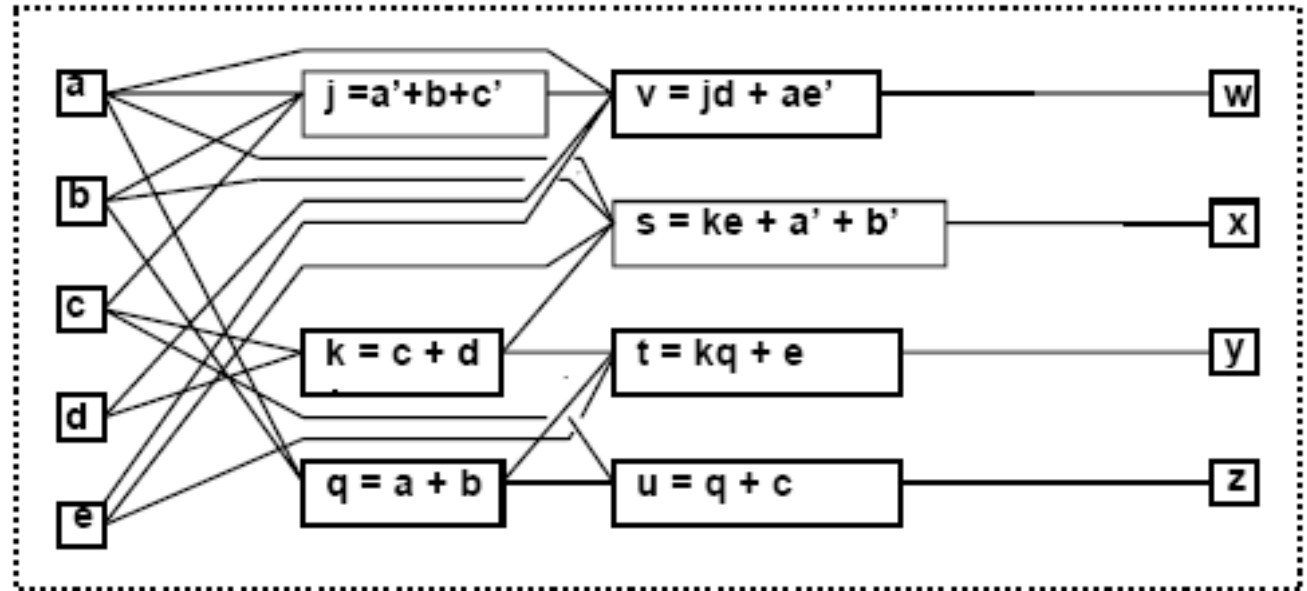 a
j =a’+b+c’
v = jd + ae’
w
b
s = ke + a’ + b’
x
c
k = c + d
t = kq + e
y
d
q = a + b
u = q + c
z
e